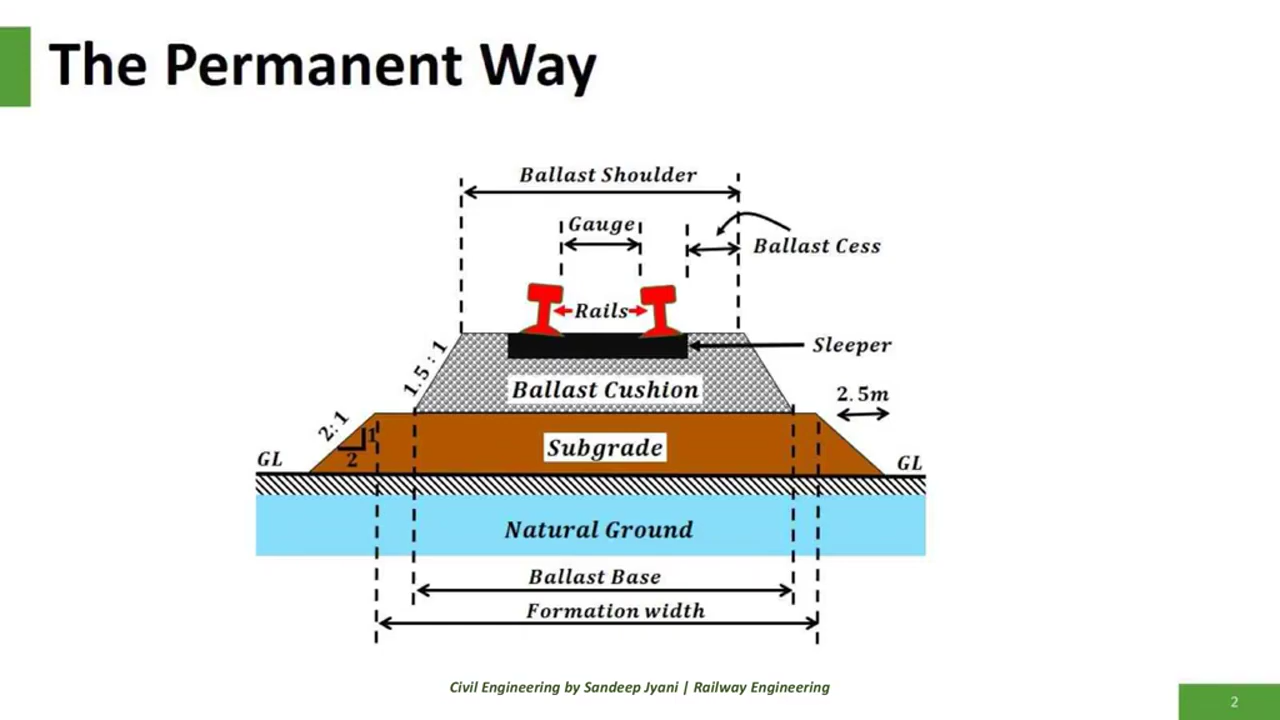 The Permanent Way
Ballast Shoulder
Gauge
Ballast Cess
Rails
Sleeper
1.5 : 1
Ballast Cushion
2.5m
2:1
1
2
Subgrade
GL
GL
Natural Ground
Ballast Base
Formation width
Civil Engineering by Sandeep Jyani | Railway Engineering
2